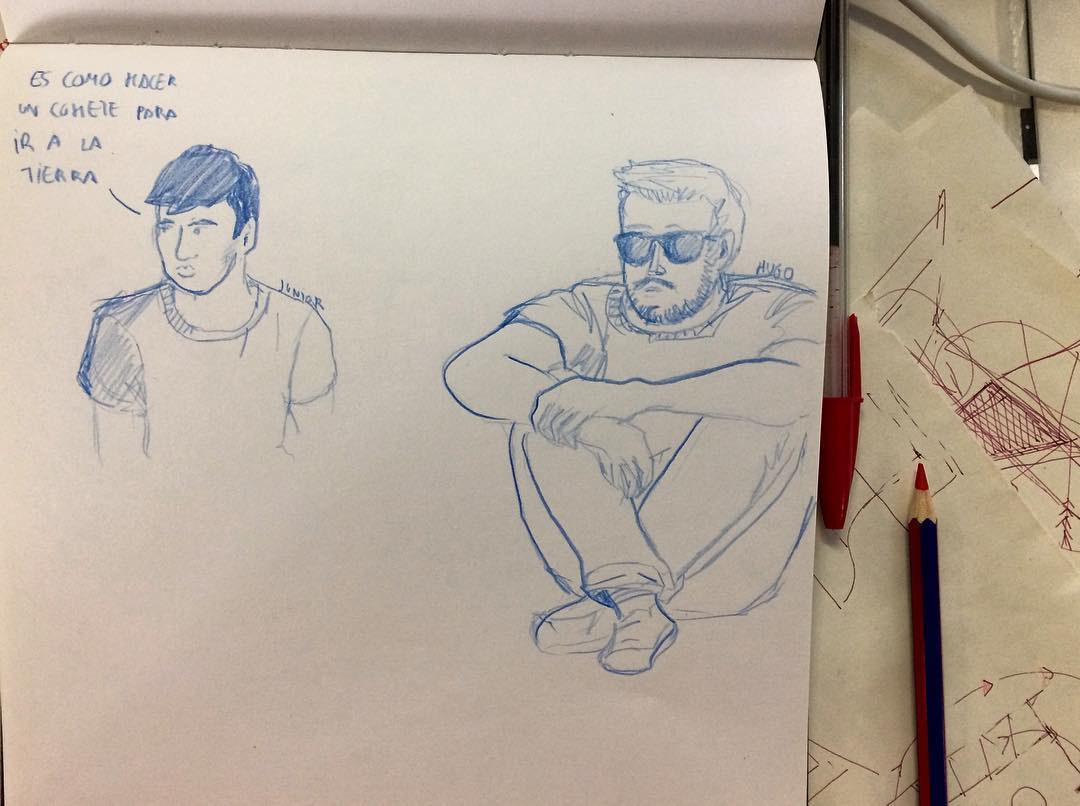 ES COMO HACER
UN COHETE PARA
IR A LA
TIERRA
JUNIOR
HUGO